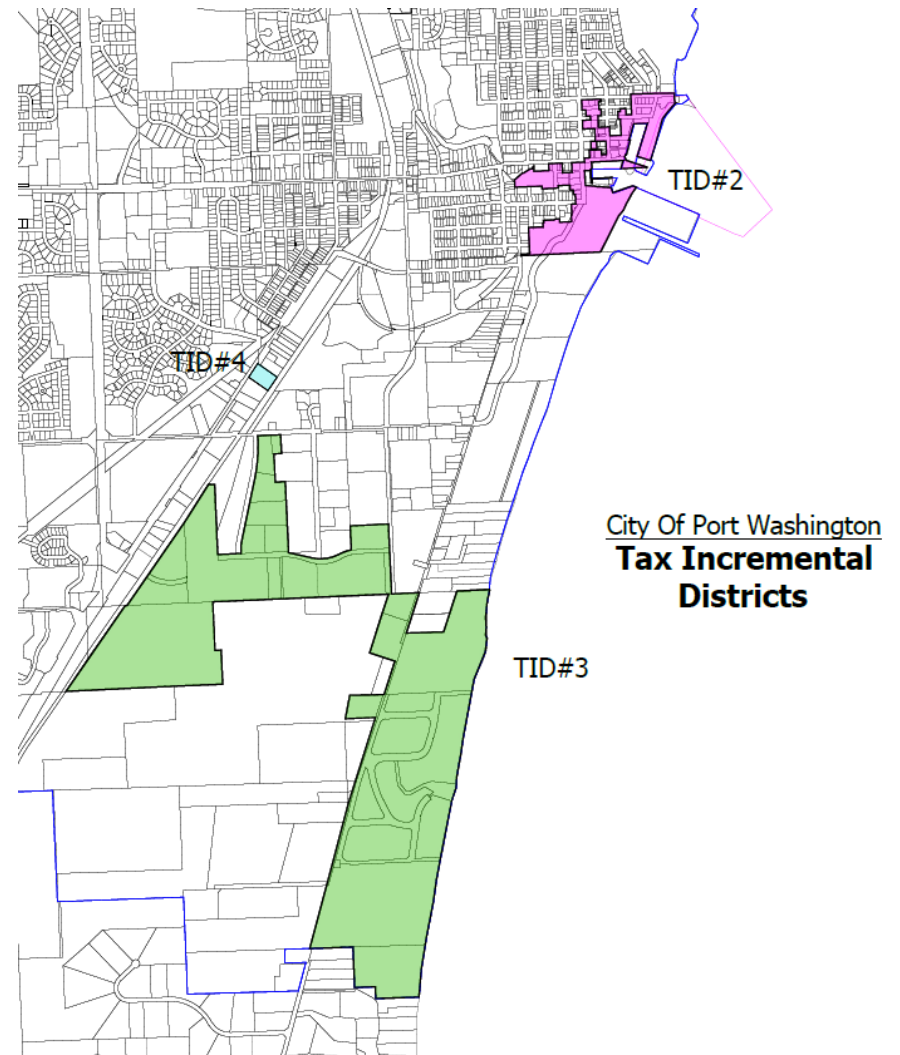 TID#2
TID#4
City Of Port Washington
Tax Incremental
Districts
TID#3